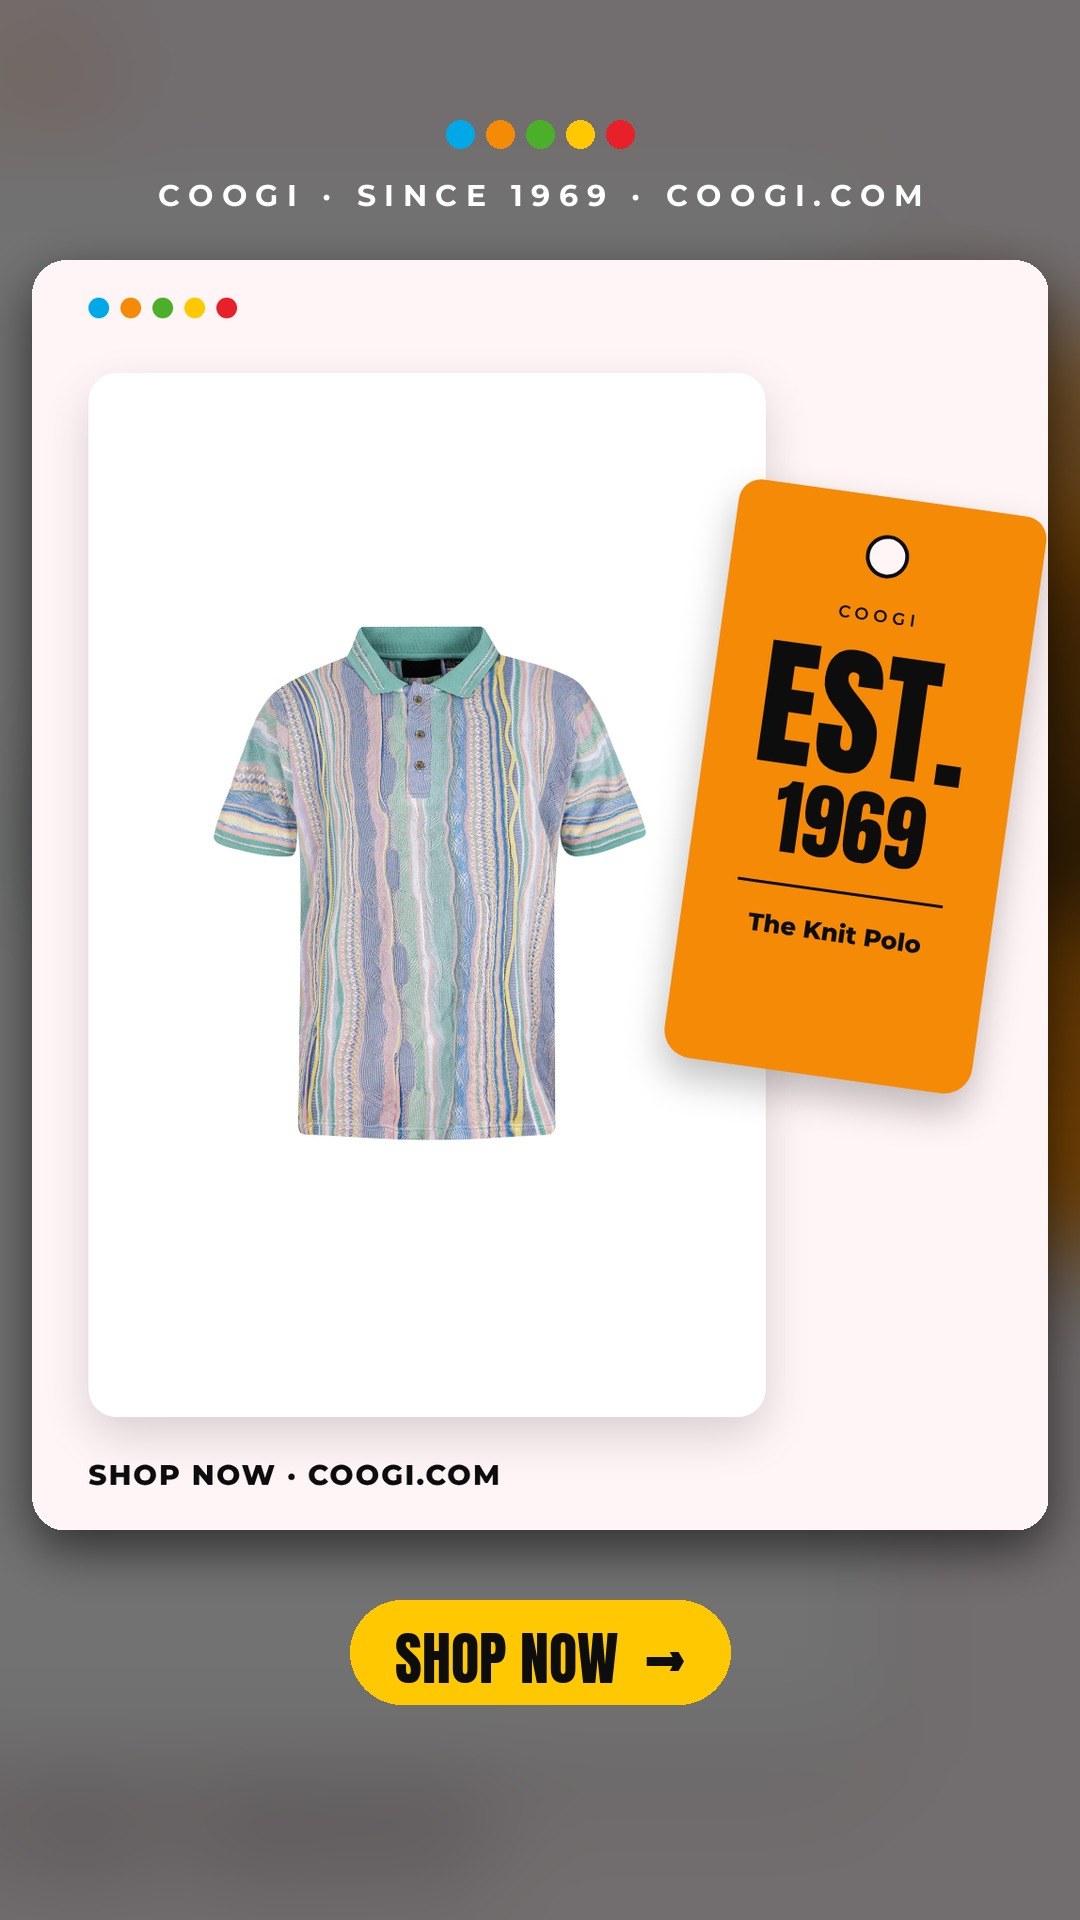 COOGI · SINCE 1969 · COOGI.COM
COOGI
EST.
1969
The Knit Polo
SHOP NOW · COOGI.COM
SHOP NOW →